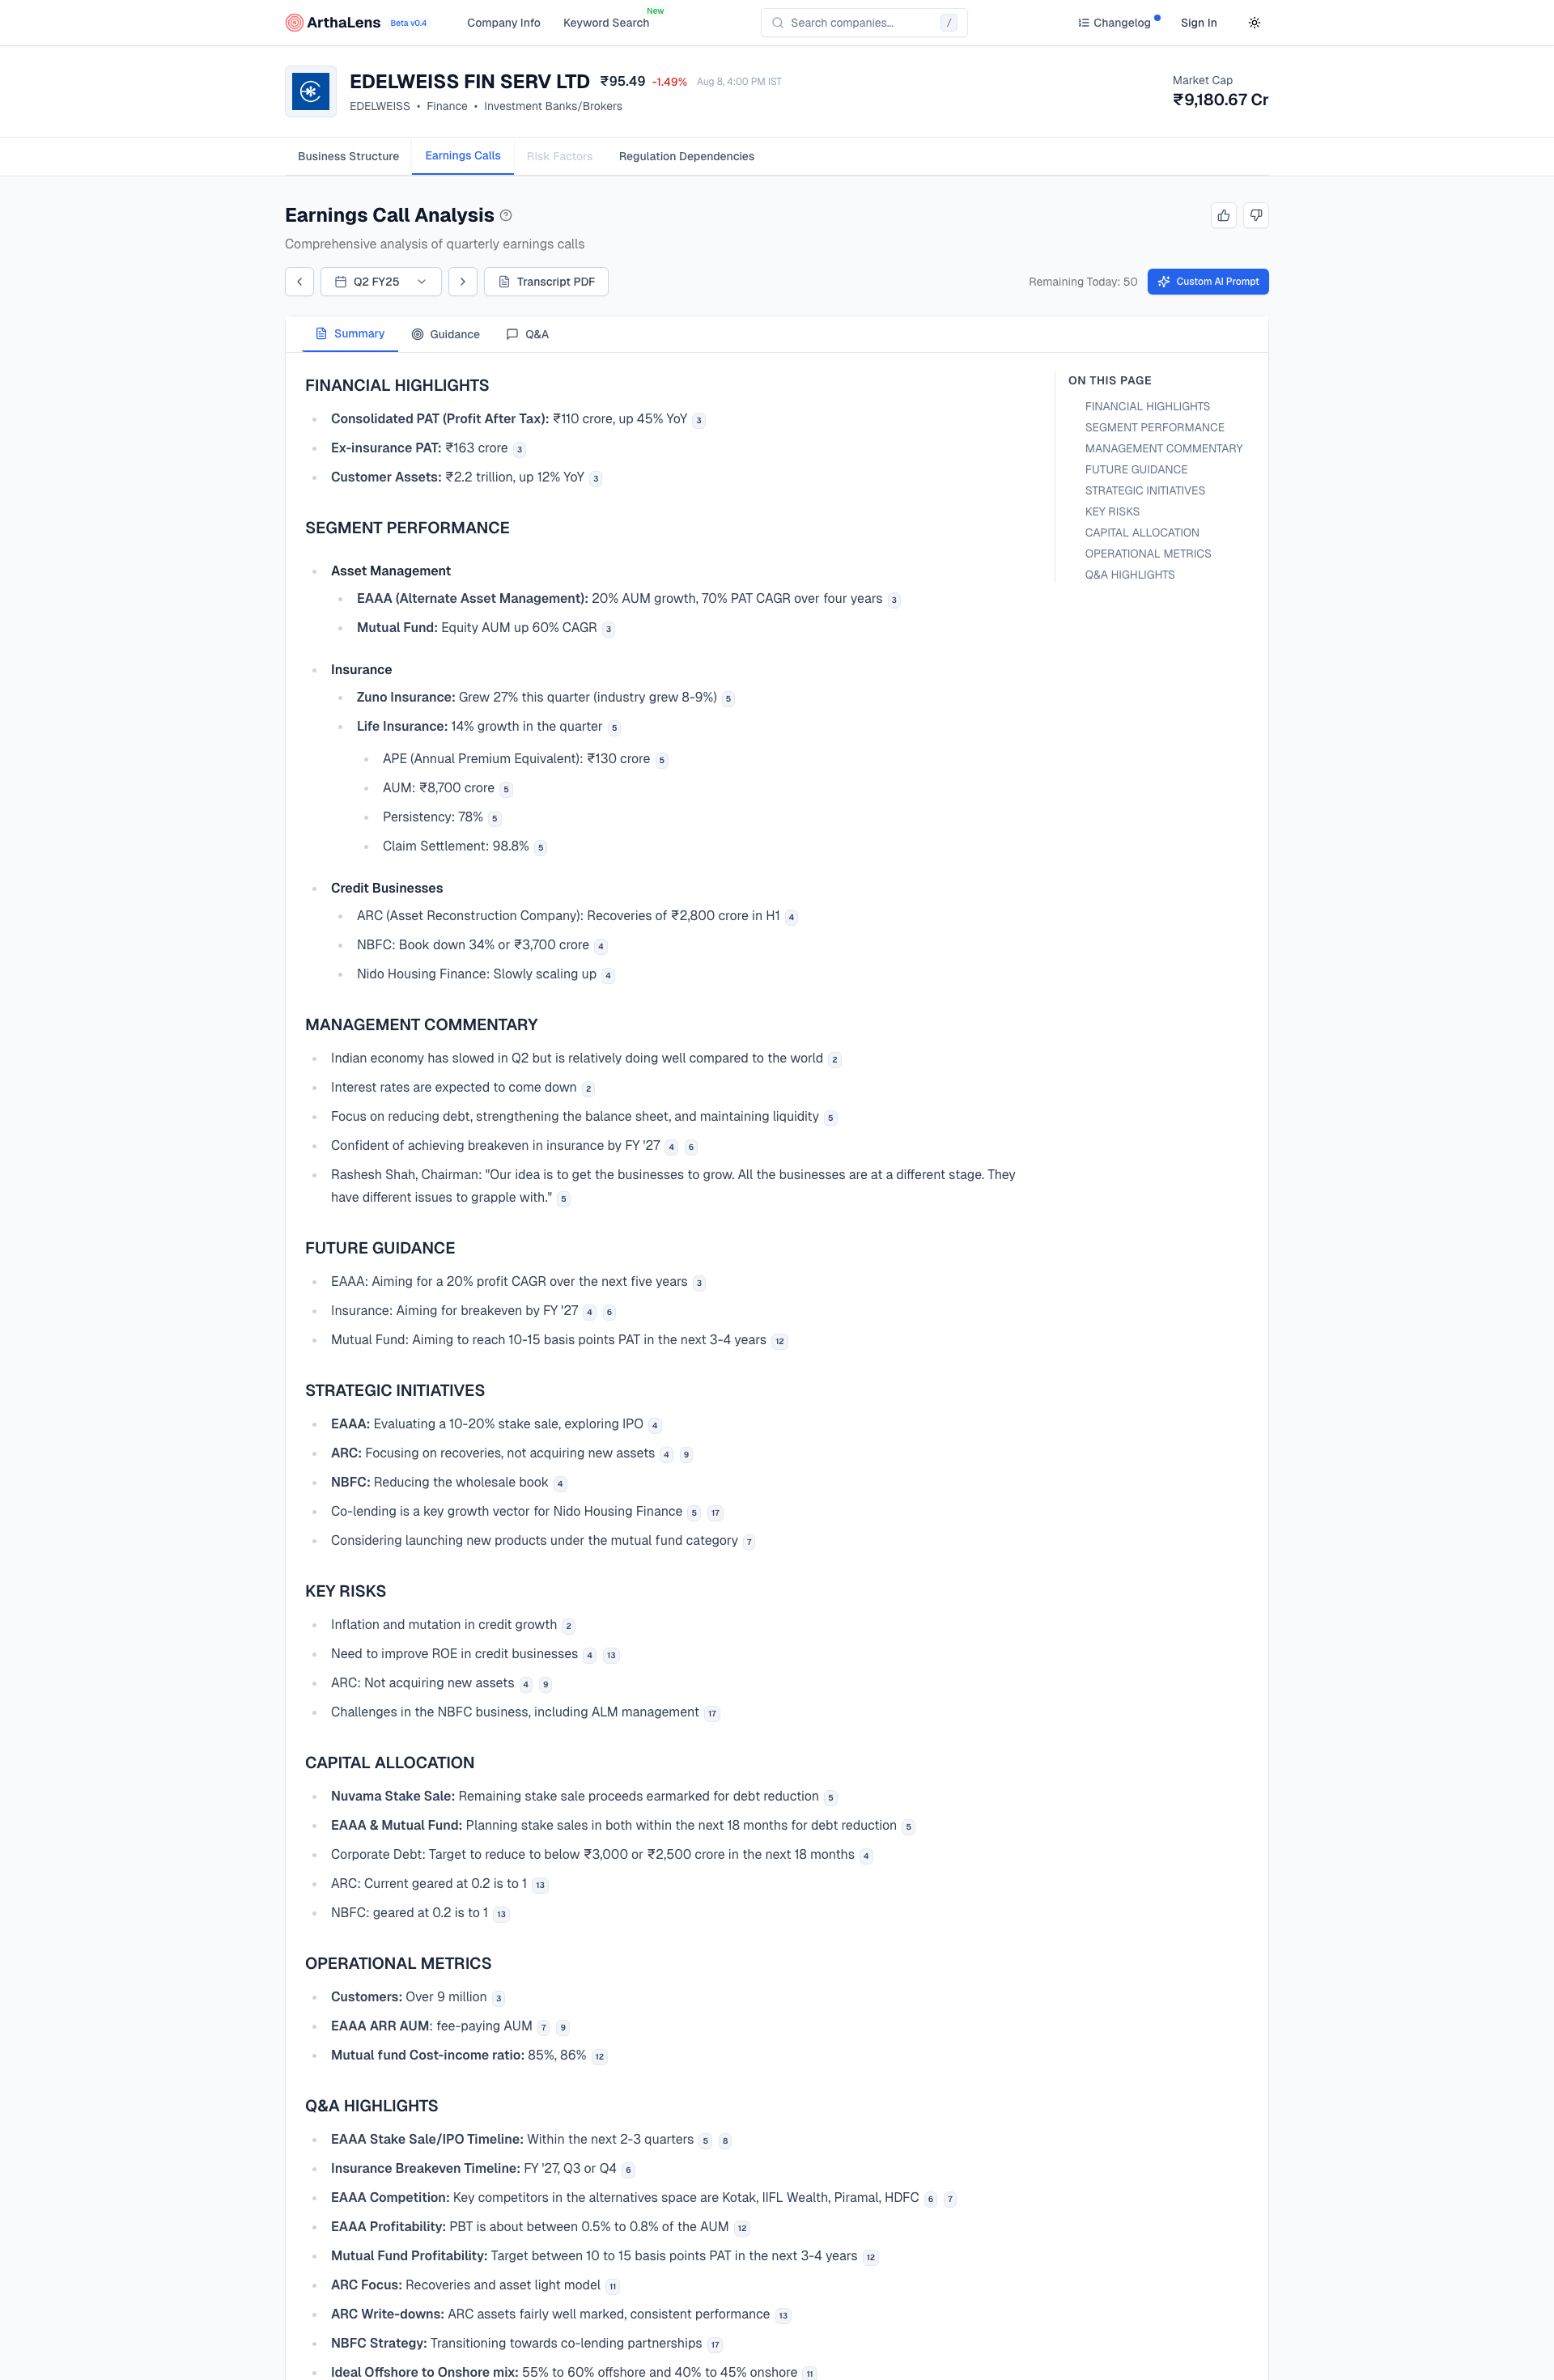 ArthaLens Beta v0.4 Company Info Keyword Search New Search companies... / Changelog Sign In
EDELWEISS FIN SERV LTD ₹95.49 -1.49% Aug 8, 4:00 PM IST
EDELWEISS • Finance • Investment Banks/Brokers
Market Cap
₹9,180.67 Cr
Business Structure Earnings Calls Risk Factors Regulation Dependencies
Earnings Call Analysis
Comprehensive analysis of quarterly earnings calls
Q2 FY25 Transcript PDF Remaining Today: 50 Custom AI Prompt
Summary Guidance Q&A
FINANCIAL HIGHLIGHTS
Consolidated PAT (Profit After Tax): ₹110 crore, up 45% YoY 3
Ex-insurance PAT: ₹163 crore 3
Customer Assets: ₹2.2 trillion, up 12% YoY 3
SEGMENT PERFORMANCE
Asset Management
EAAA (Alternate Asset Management): 20% AUM growth, 70% PAT CAGR over four years 3
Mutual Fund: Equity AUM up 60% CAGR 3
Insurance
Zuno Insurance: Grew 27% this quarter (industry grew 8-9%) 5
Life Insurance: 14% growth in the quarter 5
APE (Annual Premium Equivalent): ₹130 crore 5
AUM: ₹8,700 crore 5
Persistency: 78% 5
Claim Settlement: 98.8% 5
Credit Businesses
ARC (Asset Reconstruction Company): Recoveries of ₹2,800 crore in H1 4
NBFC: Book down 34% or ₹3,700 crore 4
Nido Housing Finance: Slowly scaling up 4
MANAGEMENT COMMENTARY
Indian economy has slowed in Q2 but is relatively doing well compared to the world 2
Interest rates are expected to come down 2
Focus on reducing debt, strengthening the balance sheet, and maintaining liquidity 5
Confident of achieving breakeven in insurance by FY '27 4 6
Rashesh Shah, Chairman: "Our idea is to get the businesses to grow. All the businesses are at a different stage. They
have different issues to grapple with." 5
FUTURE GUIDANCE
EAAA: Aiming for a 20% profit CAGR over the next five years 3
Insurance: Aiming for breakeven by FY '27 4 6
Mutual Fund: Aiming to reach 10-15 basis points PAT in the next 3-4 years 12
STRATEGIC INITIATIVES
EAAA: Evaluating a 10-20% stake sale, exploring IPO 4
ARC: Focusing on recoveries, not acquiring new assets 4 9
NBFC: Reducing the wholesale book 4
Co-lending is a key growth vector for Nido Housing Finance 5 17
Considering launching new products under the mutual fund category 7
KEY RISKS
Inflation and mutation in credit growth 2
Need to improve ROE in credit businesses 4 13
ARC: Not acquiring new assets 4 9
Challenges in the NBFC business, including ALM management 17
CAPITAL ALLOCATION
Nuvama Stake Sale: Remaining stake sale proceeds earmarked for debt reduction 5
EAAA & Mutual Fund: Planning stake sales in both within the next 18 months for debt reduction 5
Corporate Debt: Target to reduce to below ₹3,000 or ₹2,500 crore in the next 18 months 4
ARC: Current geared at 0.2 is to 1 13
NBFC: geared at 0.2 is to 1 13
OPERATIONAL METRICS
Customers: Over 9 million 3
EAAA ARR AUM: fee-paying AUM 7 9
Mutual fund Cost-income ratio: 85%, 86% 12
Q&A HIGHLIGHTS
EAAA Stake Sale/IPO Timeline: Within the next 2-3 quarters 5 8
Insurance Breakeven Timeline: FY '27, Q3 or Q4 6
EAAA Competition: Key competitors in the alternatives space are Kotak, IIFL Wealth, Piramal, HDFC 6 7
EAAA Profitability: PBT is about between 0.5% to 0.8% of the AUM 12
Mutual Fund Profitability: Target between 10 to 15 basis points PAT in the next 3-4 years 12
ARC Focus: Recoveries and asset light model 11
ARC Write-downs: ARC assets fairly well marked, consistent performance 13
NBFC Strategy: Transitioning towards co-lending partnerships 17
Ideal Offshore to Onshore mix: 55% to 60% offshore and 40% to 45% onshore 11
ON THIS PAGE
FINANCIAL HIGHLIGHTS
SEGMENT PERFORMANCE
MANAGEMENT COMMENTARY
FUTURE GUIDANCE
STRATEGIC INITIATIVES
KEY RISKS
CAPITAL ALLOCATION
OPERATIONAL METRICS
Q&A HIGHLIGHTS